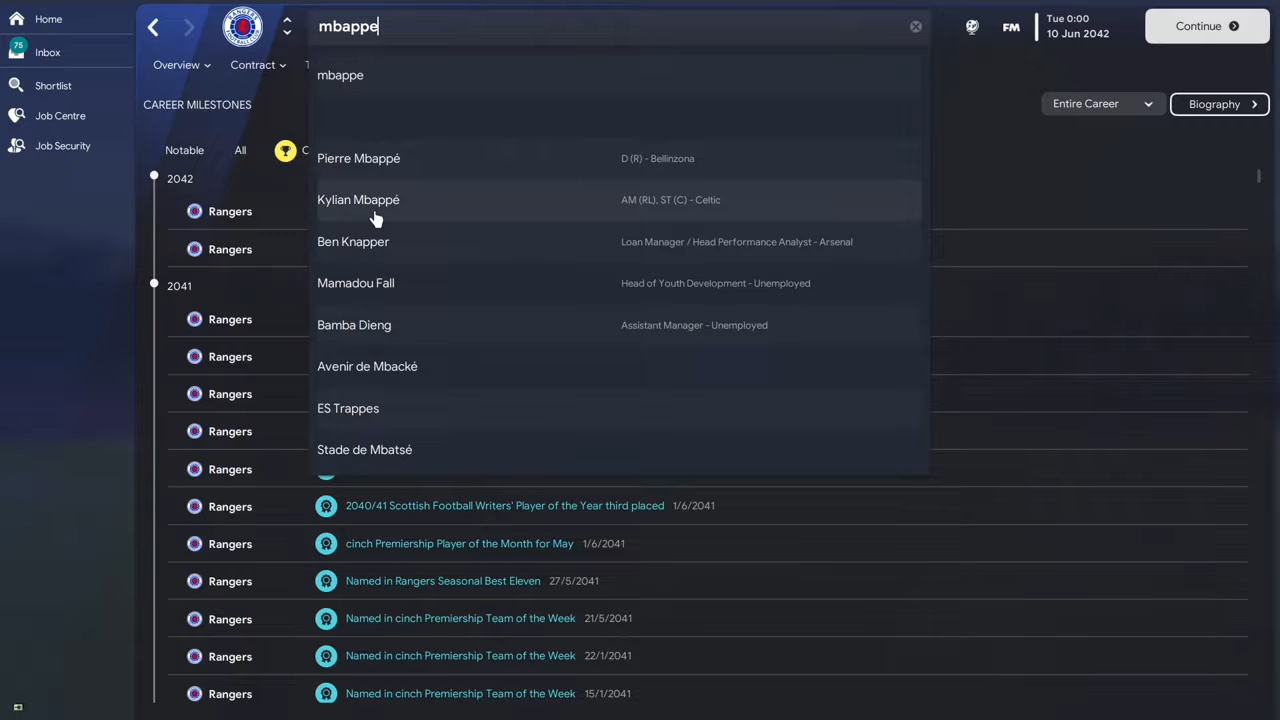 Home
75
Inbox
Shortlist
Job Centre
Job Security
mbappe
FM
Tue 0:00
10 Jun 2042
Continue
Overview
Contract
CAREER MILESTONES
Entire Career
Biography
Notable
All
mbappe
Pierre Mbappé D (R) - Bellinzona
Kylian Mbappé AM (RL), ST (C) - Celtic
Ben Knapper Loan Manager / Head Performance Analyst - Arsenal
Mamadou Fall Head of Youth Development - Unemployed
Bamba Dieng Assistant Manager - Unemployed
Avenir de Mbacké
ES Trappes
Stade de Mbatsé
2042
Rangers
Rangers
2041
Rangers
Rangers
Rangers
Rangers
Rangers
Rangers 2040/41 Scottish Football Writers' Player of the Year third placed 1/6/2041
Rangers cinch Premiership Player of the Month for May 1/6/2041
Rangers Named in Rangers Seasonal Best Eleven 27/5/2041
Rangers Named in cinch Premiership Team of the Week 21/5/2041
Rangers Named in cinch Premiership Team of the Week 22/1/2041
Rangers Named in cinch Premiership Team of the Week 15/1/2041